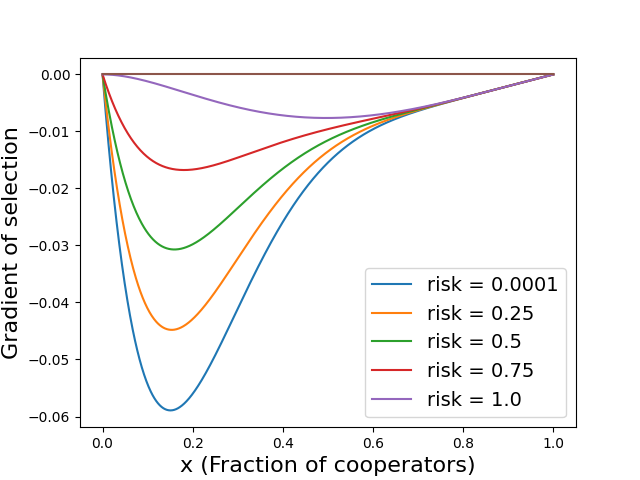 0.00
−0.01
−0.02
−0.03
−0.04
−0.05
−0.06
Gradient of selection
risk = 0.0001
risk = 0.25
risk = 0.5
risk = 0.75
risk = 1.0
0.0 0.2 0.4 0.6 0.8 1.0
x (Fraction of cooperators)